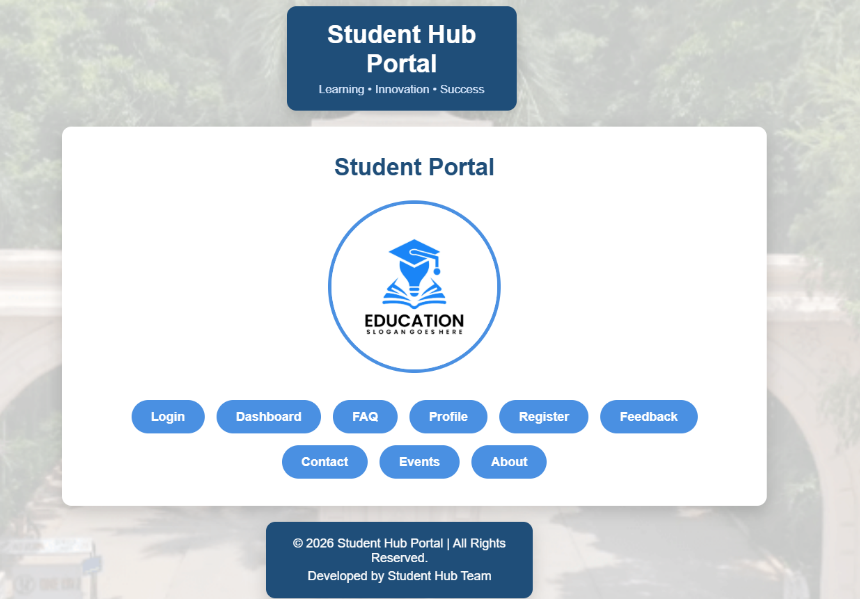 Student Hub
Portal
Learning • Innovation • Success
Student Portal
EDUCATION
SLOGAN GOES HERE
Login
Dashboard
FAQ
Profile
Register
Feedback
Contact
Events
About
© 2026 Student Hub Portal | All Rights
Reserved.
Developed by Student Hub Team